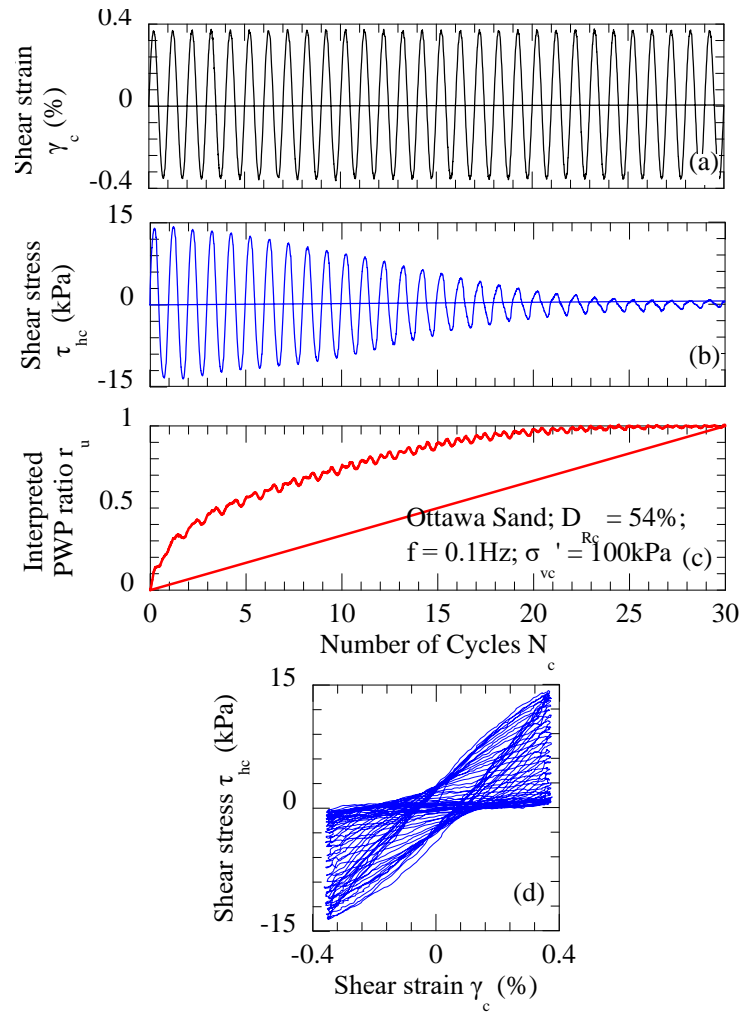 0.4
0
-0.4
Shear strain
γc (%)
(a)
15
0
-15
Shear stress
τhc (kPa)
(b)
1
0.5
0
Interpreted
PWP ratio ru
Ottawa Sand; DRc = 54%;
f = 0.1Hz; σvc' = 100kPa
(c)
0 5 10 15 20 25 30
Number of Cycles Nc
15
0
-15
Shear stress τhc (kPa)
(d)
-0.4 0 0.4
Shear strain γc (%)